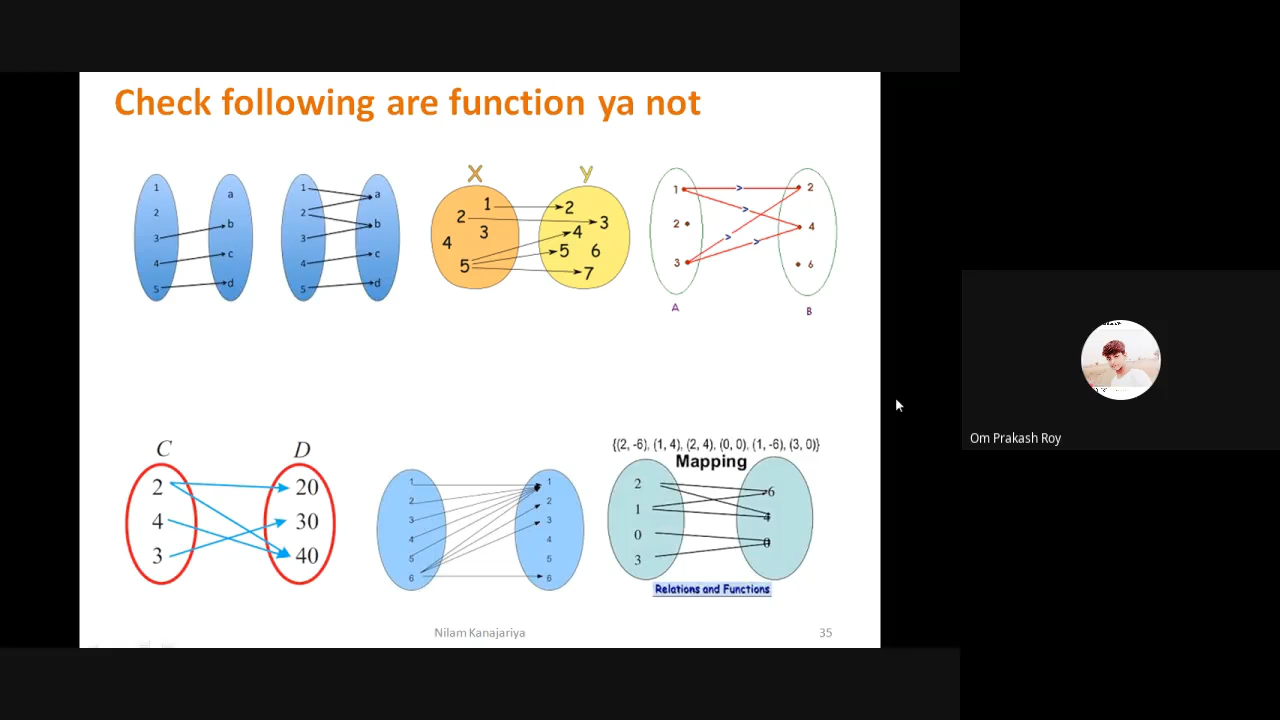 Check following are function ya not
1 a
2 b
3 c
4 d
5
1 a
2 b
3 c
4 d
5
X Y
1 2
2 3
3 4
4 5 6
5 7
1 2
2 4
3 6
A B
C D
2 20
4 30
3 40
1 1
2 2
3 3
4 4
5 5
6 6
{(2, -6), (1, 4), (2, 4), (0, 0), (1, -6), (3, 0)}
Mapping
2 -6
1 4
0 0
3
Relations and Functions
Nilam Kanajariya 35
Om Prakash Roy